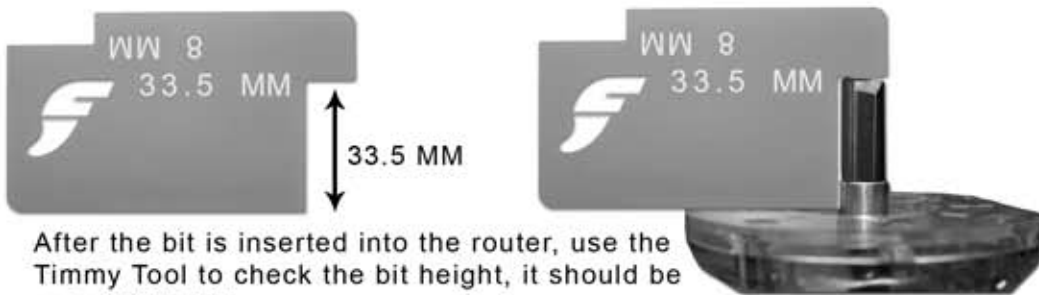 8 MM
33.5 MM
33.5 MM
8 MM
33.5 MM
After the bit is inserted into the router, use the
Timmy Tool to check the bit height, it should be